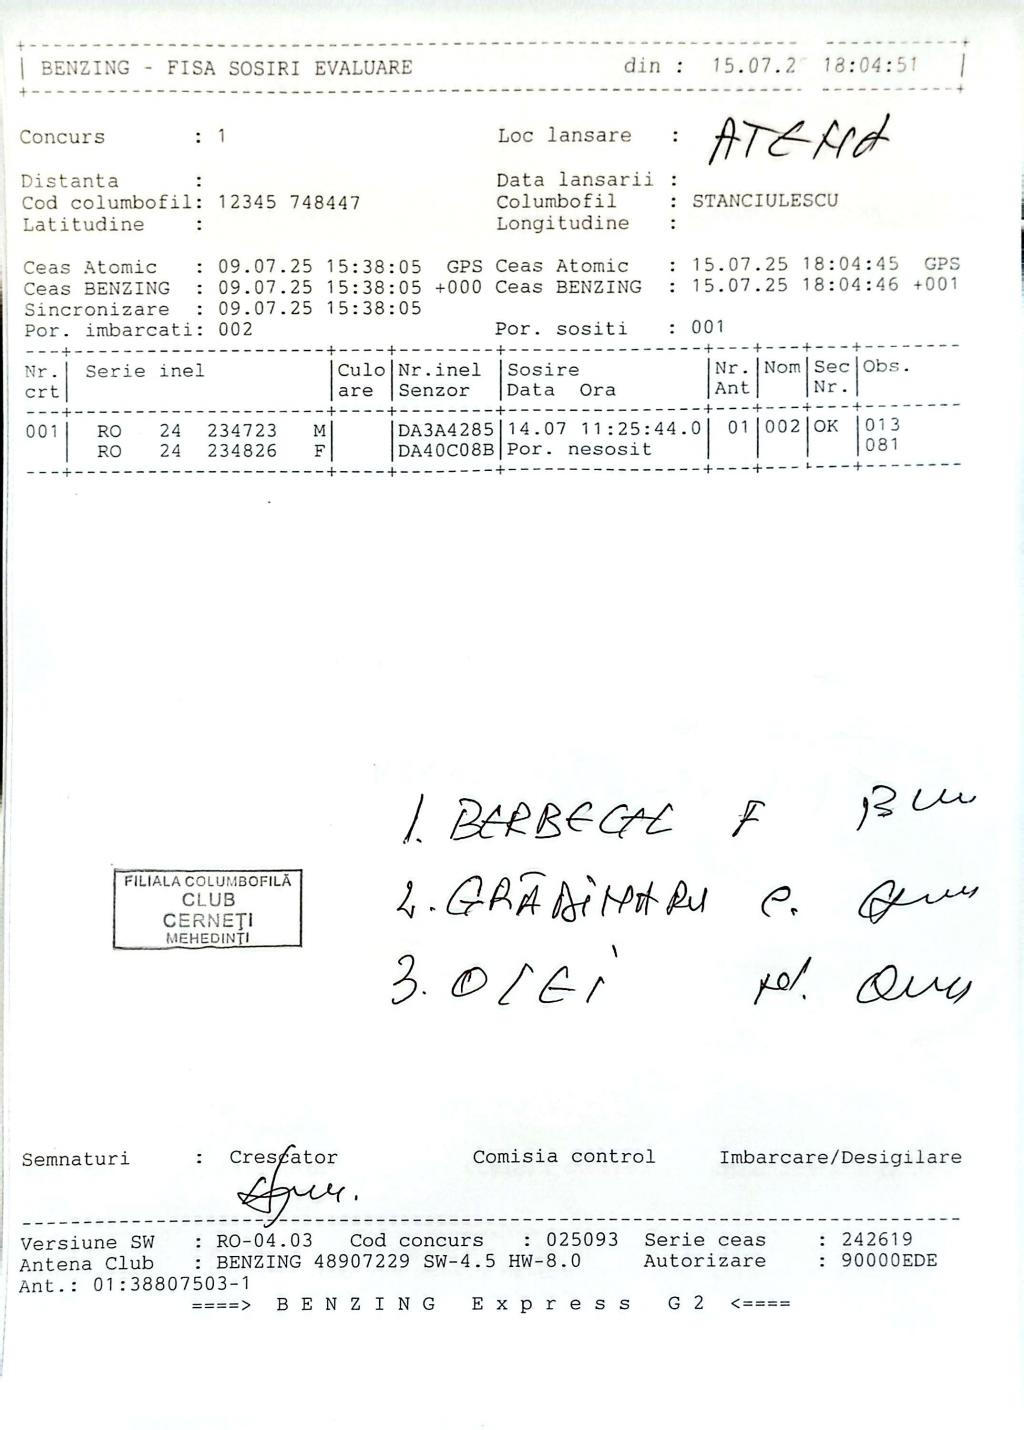 BENZING - FISA SOSIRI EVALUARE din : 15.07.2 18:04:51
Concurs : 1 Loc lansare : ATENA
Distanta : Data lansarii :
Cod columbofil: 12345 748447 Columbofil : STANCIULESCU
Latitudine : Longitudine :
Ceas Atomic : 09.07.25 15:38:05 GPS Ceas Atomic : 15.07.25 18:04:45 GPS
Ceas BENZING : 09.07.25 15:38:05 +000 Ceas BENZING : 15.07.25 18:04:46 +001
Sincronizare : 09.07.25 15:38:05
Por. imbarcati: 002 Por. sositi : 001
Nr. Serie inel Culo Nr.inel Sosire Nr. Nom Sec Obs.
crt are Senzor Data Ora Ant Nr.
001 RO 24 234723 M DA3A4285 14.07 11:25:44.0 01 002 OK 013
RO 24 234826 F DA40C08B Por. nesosit 081
1. BERBECEL F
2. GRĂDINARU C.
3. OLEI
FILIALA COLUMBOFILĂ
CLUB
CERNEŢI
MEHEDINŢI
Semnaturi : Crescator Comisia control Imbarcare/Desigilare
Versiune SW : RO-04.03 Cod concurs : 025093 Serie ceas : 242619
Antena Club : BENZING 48907229 SW-4.5 HW-8.0 Autorizare : 90000EDE
Ant.: 01:38807503-1
====> B E N Z I N G E x p r e s s G 2 <====